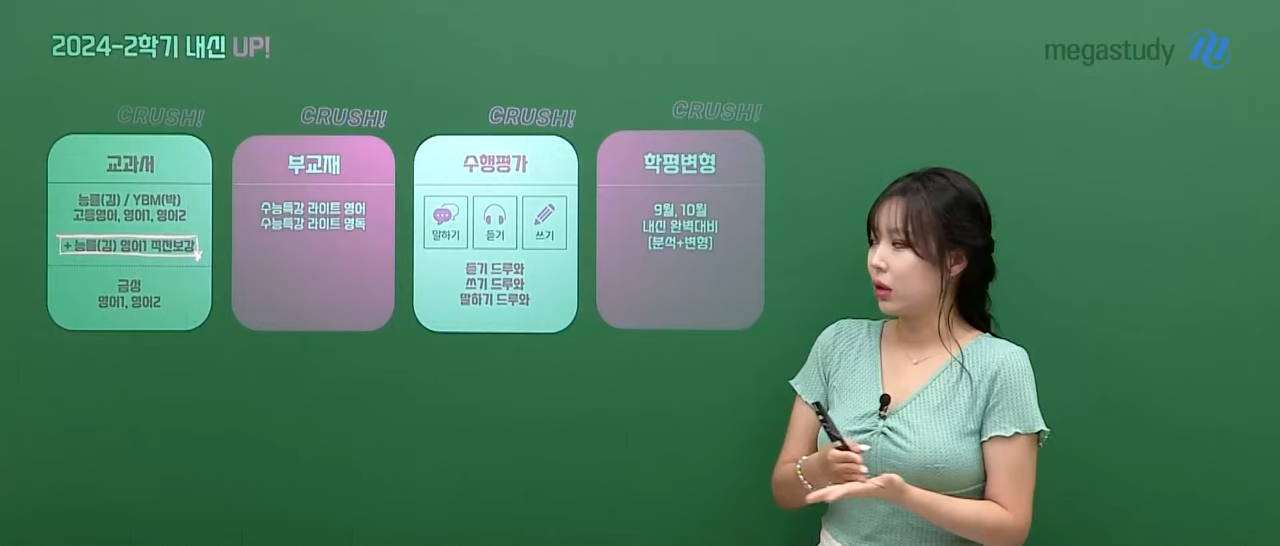 2024-2학기 내신 UP!
megastudy
CRUSH!
교과서
능률(김) / YBM(박)
고등영어, 영어1, 영어2
+ 능률(김) 영어1 직전보강
금성
영어1, 영어2
CRUSH!
부교재
수능특강 라이트 영어
수능특강 라이트 영독
CRUSH!
수행평가
말하기
듣기
쓰기
듣기 드루와
쓰기 드루와
말하기 드루와
CRUSH!
학평변형
9월, 10월
내신 완벽대비
[분석+변형]